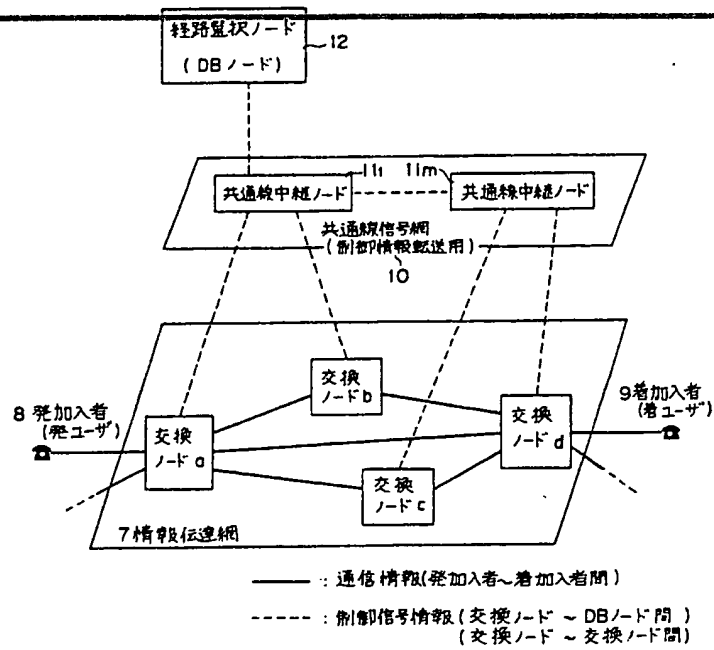 経路監択ノード
(DBノード)
12
11₁ 11m
共通線中継ノード 共通線中継ノード
共通線信号網
(制御情報転送用)
10
交換
ノードb
8 発加入者
(発ユーザ)
9着加入者
(着ユーザ)
交換
ノードa
交換
ノードd
交換
ノードc
7情報伝達網
———:通信情報(発加入者~着加入者間)
-----:制御信号情報(交換ノード~DBノード間)
(交換ノード~交換ノード間)